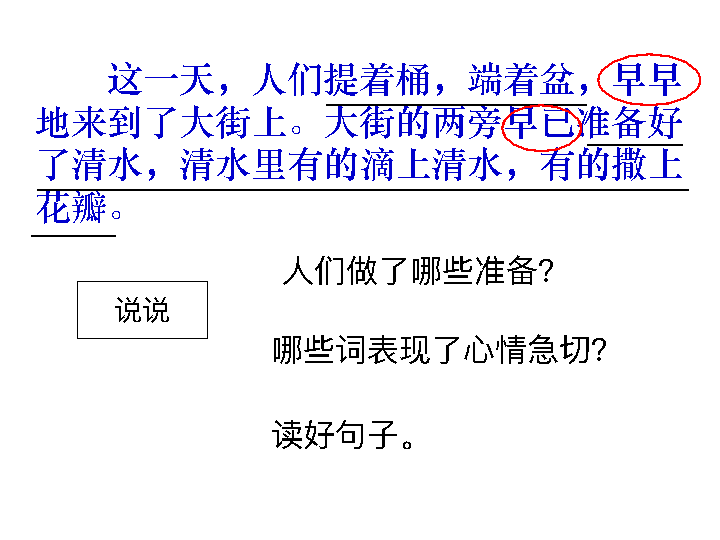 这一天，人们提着桶，端着盆，早早
地来到了大街上。大街的两旁早已准备好
了清水，清水里有的滴上清水，有的撒上
花瓣。
人们做了哪些准备？
说说
哪些词表现了心情急切？
读好句子。